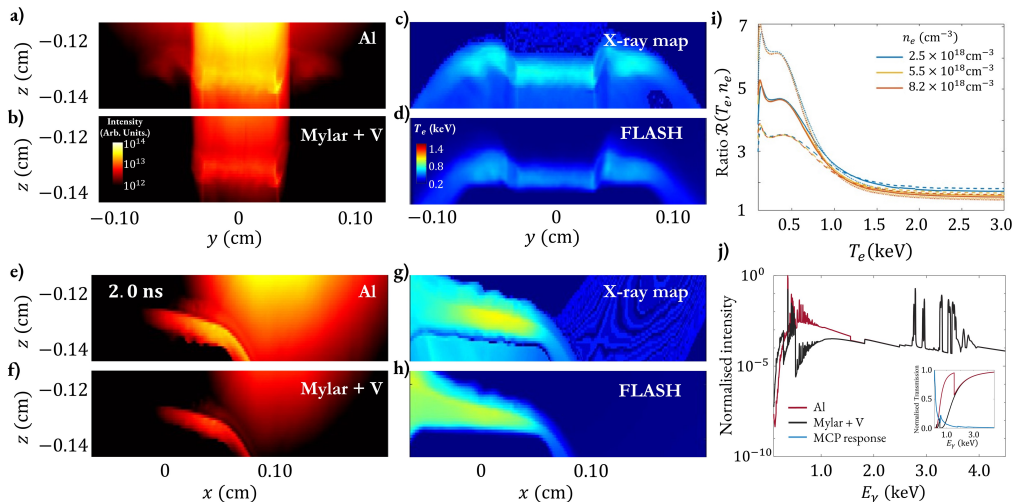 a)
−0.12
z (cm)
−0.14
Al
b)
Intensity
(Arb. Units.)
10^14
10^13
10^12
Mylar + V
−0.12
z (cm)
−0.14
−0.10
0
0.10
y (cm)
c)
X-ray map
d)
T_e (keV)
1.4
0.8
0.2
FLASH
−0.10
0
0.10
y (cm)
e)
2.0 ns
Al
−0.12
z (cm)
−0.14
f)
Mylar + V
−0.12
z (cm)
−0.14
0
0.10
x (cm)
g)
X-ray map
h)
FLASH
0
0.10
x (cm)
i)
7
5
3
1
Ratio ℛ(T_e, n_e)
n_e (cm⁻³)
2.5 × 10^18 cm⁻³
5.5 × 10^18 cm⁻³
8.2 × 10^18 cm⁻³
0.5
1.0
1.5
2.0
2.5
3.0
T_e (keV)
j)
10^0
10^−5
10^−10
Normalised intensity
Al
Mylar + V
MCP response
Normalised Transmission
1.0
0.5
0.0
1.0
3.0
E_γ (keV)
1.0
2.0
3.0
4.0
E_γ (keV)